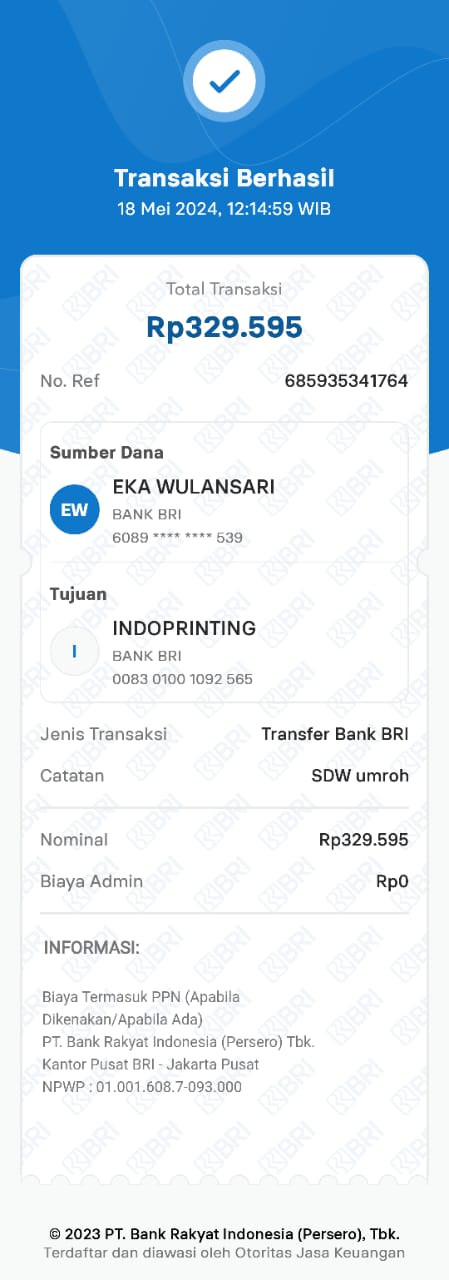 Transaksi Berhasil
18 Mei 2024, 12:14:59 WIB
Total Transaksi
Rp329.595
No. Ref 685935341764
Sumber Dana
EW
EKA WULANSARI
BANK BRI
6089 **** **** 539
Tujuan
I
INDOPRINTING
BANK BRI
0083 0100 1092 565
Jenis Transaksi Transfer Bank BRI
Catatan SDW umroh
Nominal Rp329.595
Biaya Admin Rp0
INFORMASI:
Biaya Termasuk PPN (Apabila
Dikenakan/Apabila Ada)
PT. Bank Rakyat Indonesia (Persero) Tbk.
Kantor Pusat BRI - Jakarta Pusat
NPWP : 01.001.608.7-093.000
© 2023 PT. Bank Rakyat Indonesia (Persero), Tbk.
Terdaftar dan diawasi oleh Otoritas Jasa Keuangan